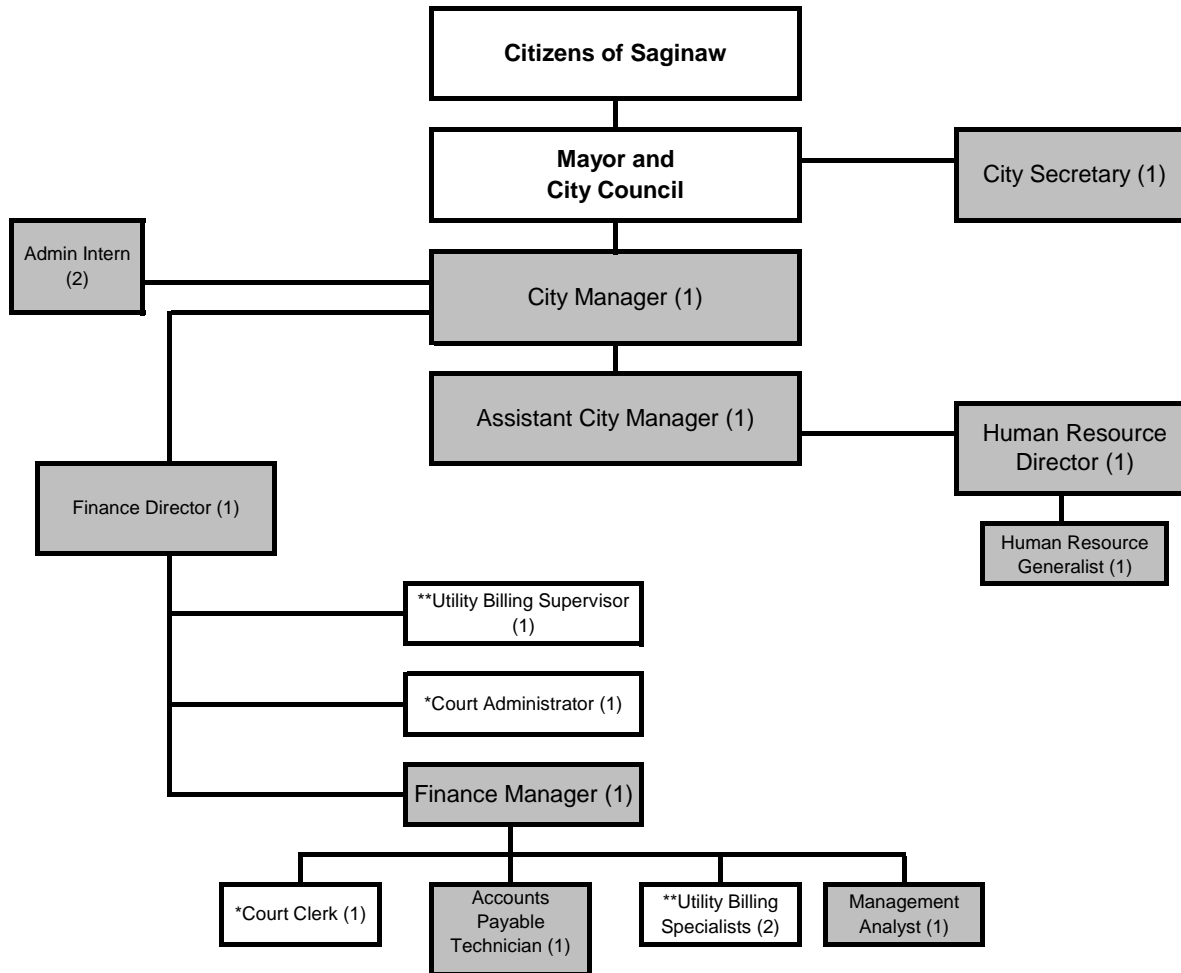 Citizens of Saginaw
Mayor and
City Council
City Secretary (1)
Admin Intern
(2)
City Manager (1)
Assistant City Manager (1)
Human Resource
Director (1)
Finance Director (1)
Human Resource
Generalist (1)
**Utility Billing Supervisor
(1)
*Court Administrator (1)
Finance Manager (1)
*Court Clerk (1)
Accounts
Payable
Technician (1)
**Utility Billing
Specialists (2)
Management
Analyst (1)